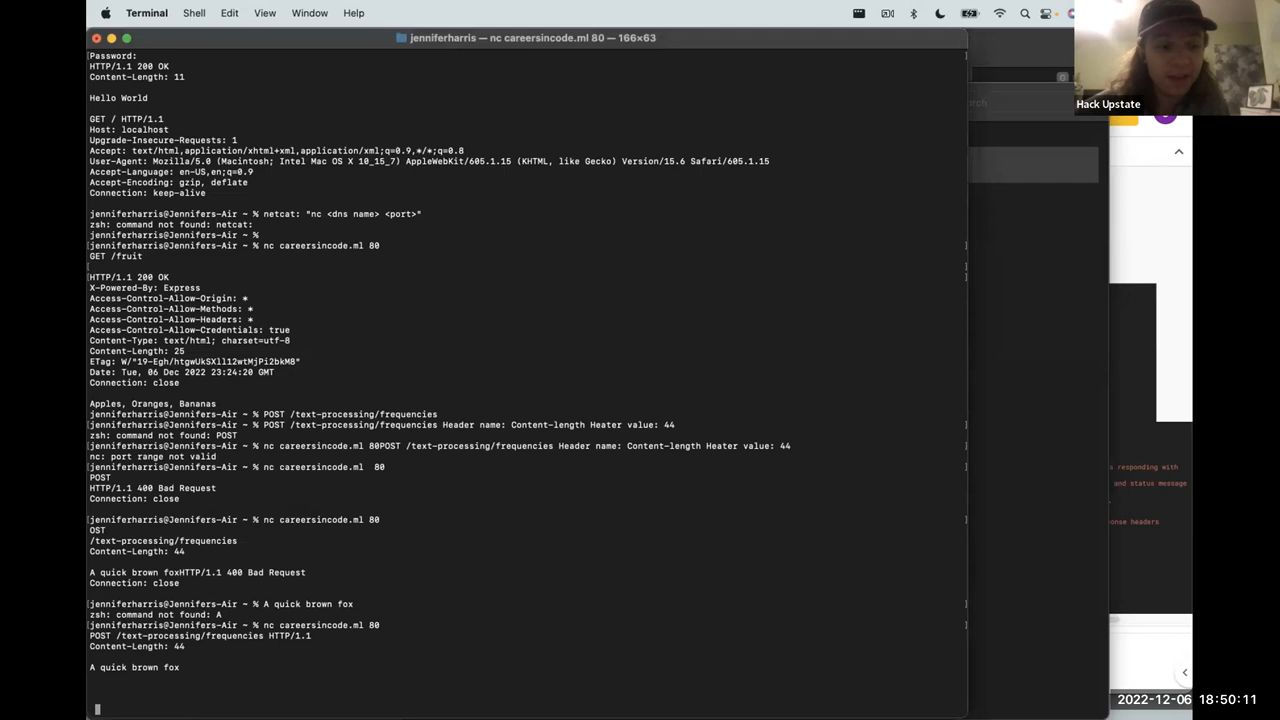 Terminal Shell Edit View Window Help
jenniferharris — nc careersincode.ml 80 — 166×63
Password:
HTTP/1.1 200 OK
Content-Length: 11
Hello World
GET / HTTP/1.1
Host: localhost
Upgrade-Insecure-Requests: 1
Accept: text/html,application/xhtml+xml,application/xml;q=0.9,*/*;q=0.8
User-Agent: Mozilla/5.0 (Macintosh; Intel Mac OS X 10_15_7) AppleWebKit/605.1.15 (KHTML, like Gecko) Version/15.6 Safari/605.1.15
Accept-Language: en-US,en;q=0.9
Accept-Encoding: gzip, deflate
Connection: keep-alive
jenniferharris@Jennifers-Air ~ % netcat: "nc <dns name> <port>"
zsh: command not found: netcat:
jenniferharris@Jennifers-Air ~ %
jenniferharris@Jennifers-Air ~ % nc careersincode.ml 80
GET /fruit
HTTP/1.1 200 OK
X-Powered-By: Express
Access-Control-Allow-Origin: *
Access-Control-Allow-Methods: *
Access-Control-Allow-Headers: *
Access-Control-Allow-Credentials: true
Content-Type: text/html; charset=utf-8
Content-Length: 25
ETag: W/"19-Egh/htgwUkSXll12wtMjPi2bkM8"
Date: Tue, 06 Dec 2022 23:24:20 GMT
Connection: close
Apples, Oranges, Bananas
jenniferharris@Jennifers-Air ~ % POST /text-processing/frequencies
jenniferharris@Jennifers-Air ~ % POST /text-processing/frequencies Header name: Content-length Heater value: 44
zsh: command not found: POST
jenniferharris@Jennifers-Air ~ % nc careersincode.ml 80POST /text-processing/frequencies Header name: Content-length Heater value: 44
nc: port range not valid
jenniferharris@Jennifers-Air ~ % nc careersincode.ml  80
POST
HTTP/1.1 400 Bad Request
Connection: close
jenniferharris@Jennifers-Air ~ % nc careersincode.ml 80
OST
/text-processing/frequencies
Content-Length: 44
A quick brown foxHTTP/1.1 400 Bad Request
Connection: close
jenniferharris@Jennifers-Air ~ % A quick brown fox
zsh: command not found: A
jenniferharris@Jennifers-Air ~ % nc careersincode.ml 80
POST /text-processing/frequencies HTTP/1.1
Content-Length: 44
A quick brown fox
Hack Upstate
s responding with
and status message
onse headers
2022-12-06 18:50:11